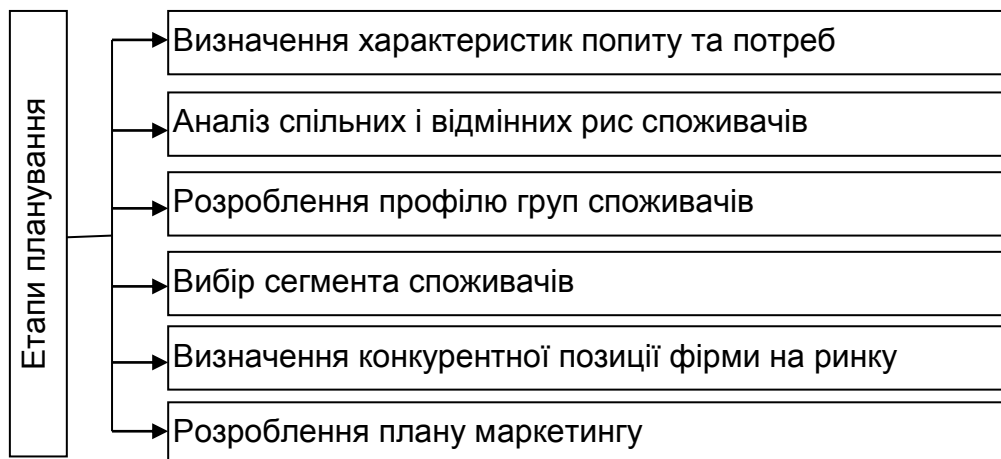 Етапи планування
Визначення характеристик попиту та потреб
Аналіз спільних і відмінних рис споживачів
Розроблення профілю груп споживачів
Вибір сегмента споживачів
Визначення конкурентної позиції фірми на ринку
Розроблення плану маркетингу